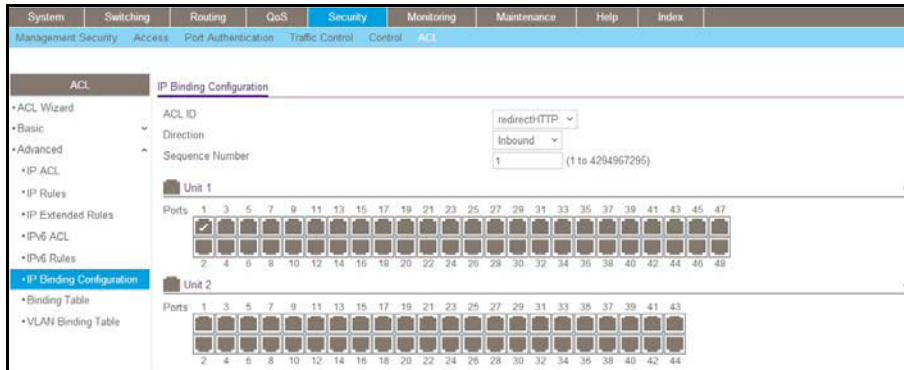 System Switching Routing QoS Security Monitoring Maintenance Help Index
Management Security Access Port Authentication Traffic Control Control ACL
ACL
IP Binding Configuration
•ACL Wizard
•Basic
•Advanced
•IP ACL
•IP Rules
•IP Extended Rules
•IPv6 ACL
•IPv6 Rules
•IP Binding Configuration
•Binding Table
•VLAN Binding Table
ACL ID redirectHTTP
Direction Inbound
Sequence Number 1 (1 to 4294967295)
Unit 1
Ports 1 3 5 7 9 11 13 15 17 19 21 23 25 27 29 31 33 35 37 39 41 43 45 47
2 4 6 8 10 12 14 16 18 20 22 24 26 28 30 32 34 36 38 40 42 44 46 48
Unit 2
Ports 1 3 5 7 9 11 13 15 17 19 21 23 25 27 29 31 33 35 37 39 41 43
2 4 6 8 10 12 14 16 18 20 22 24 26 28 30 32 34 36 38 40 42 44